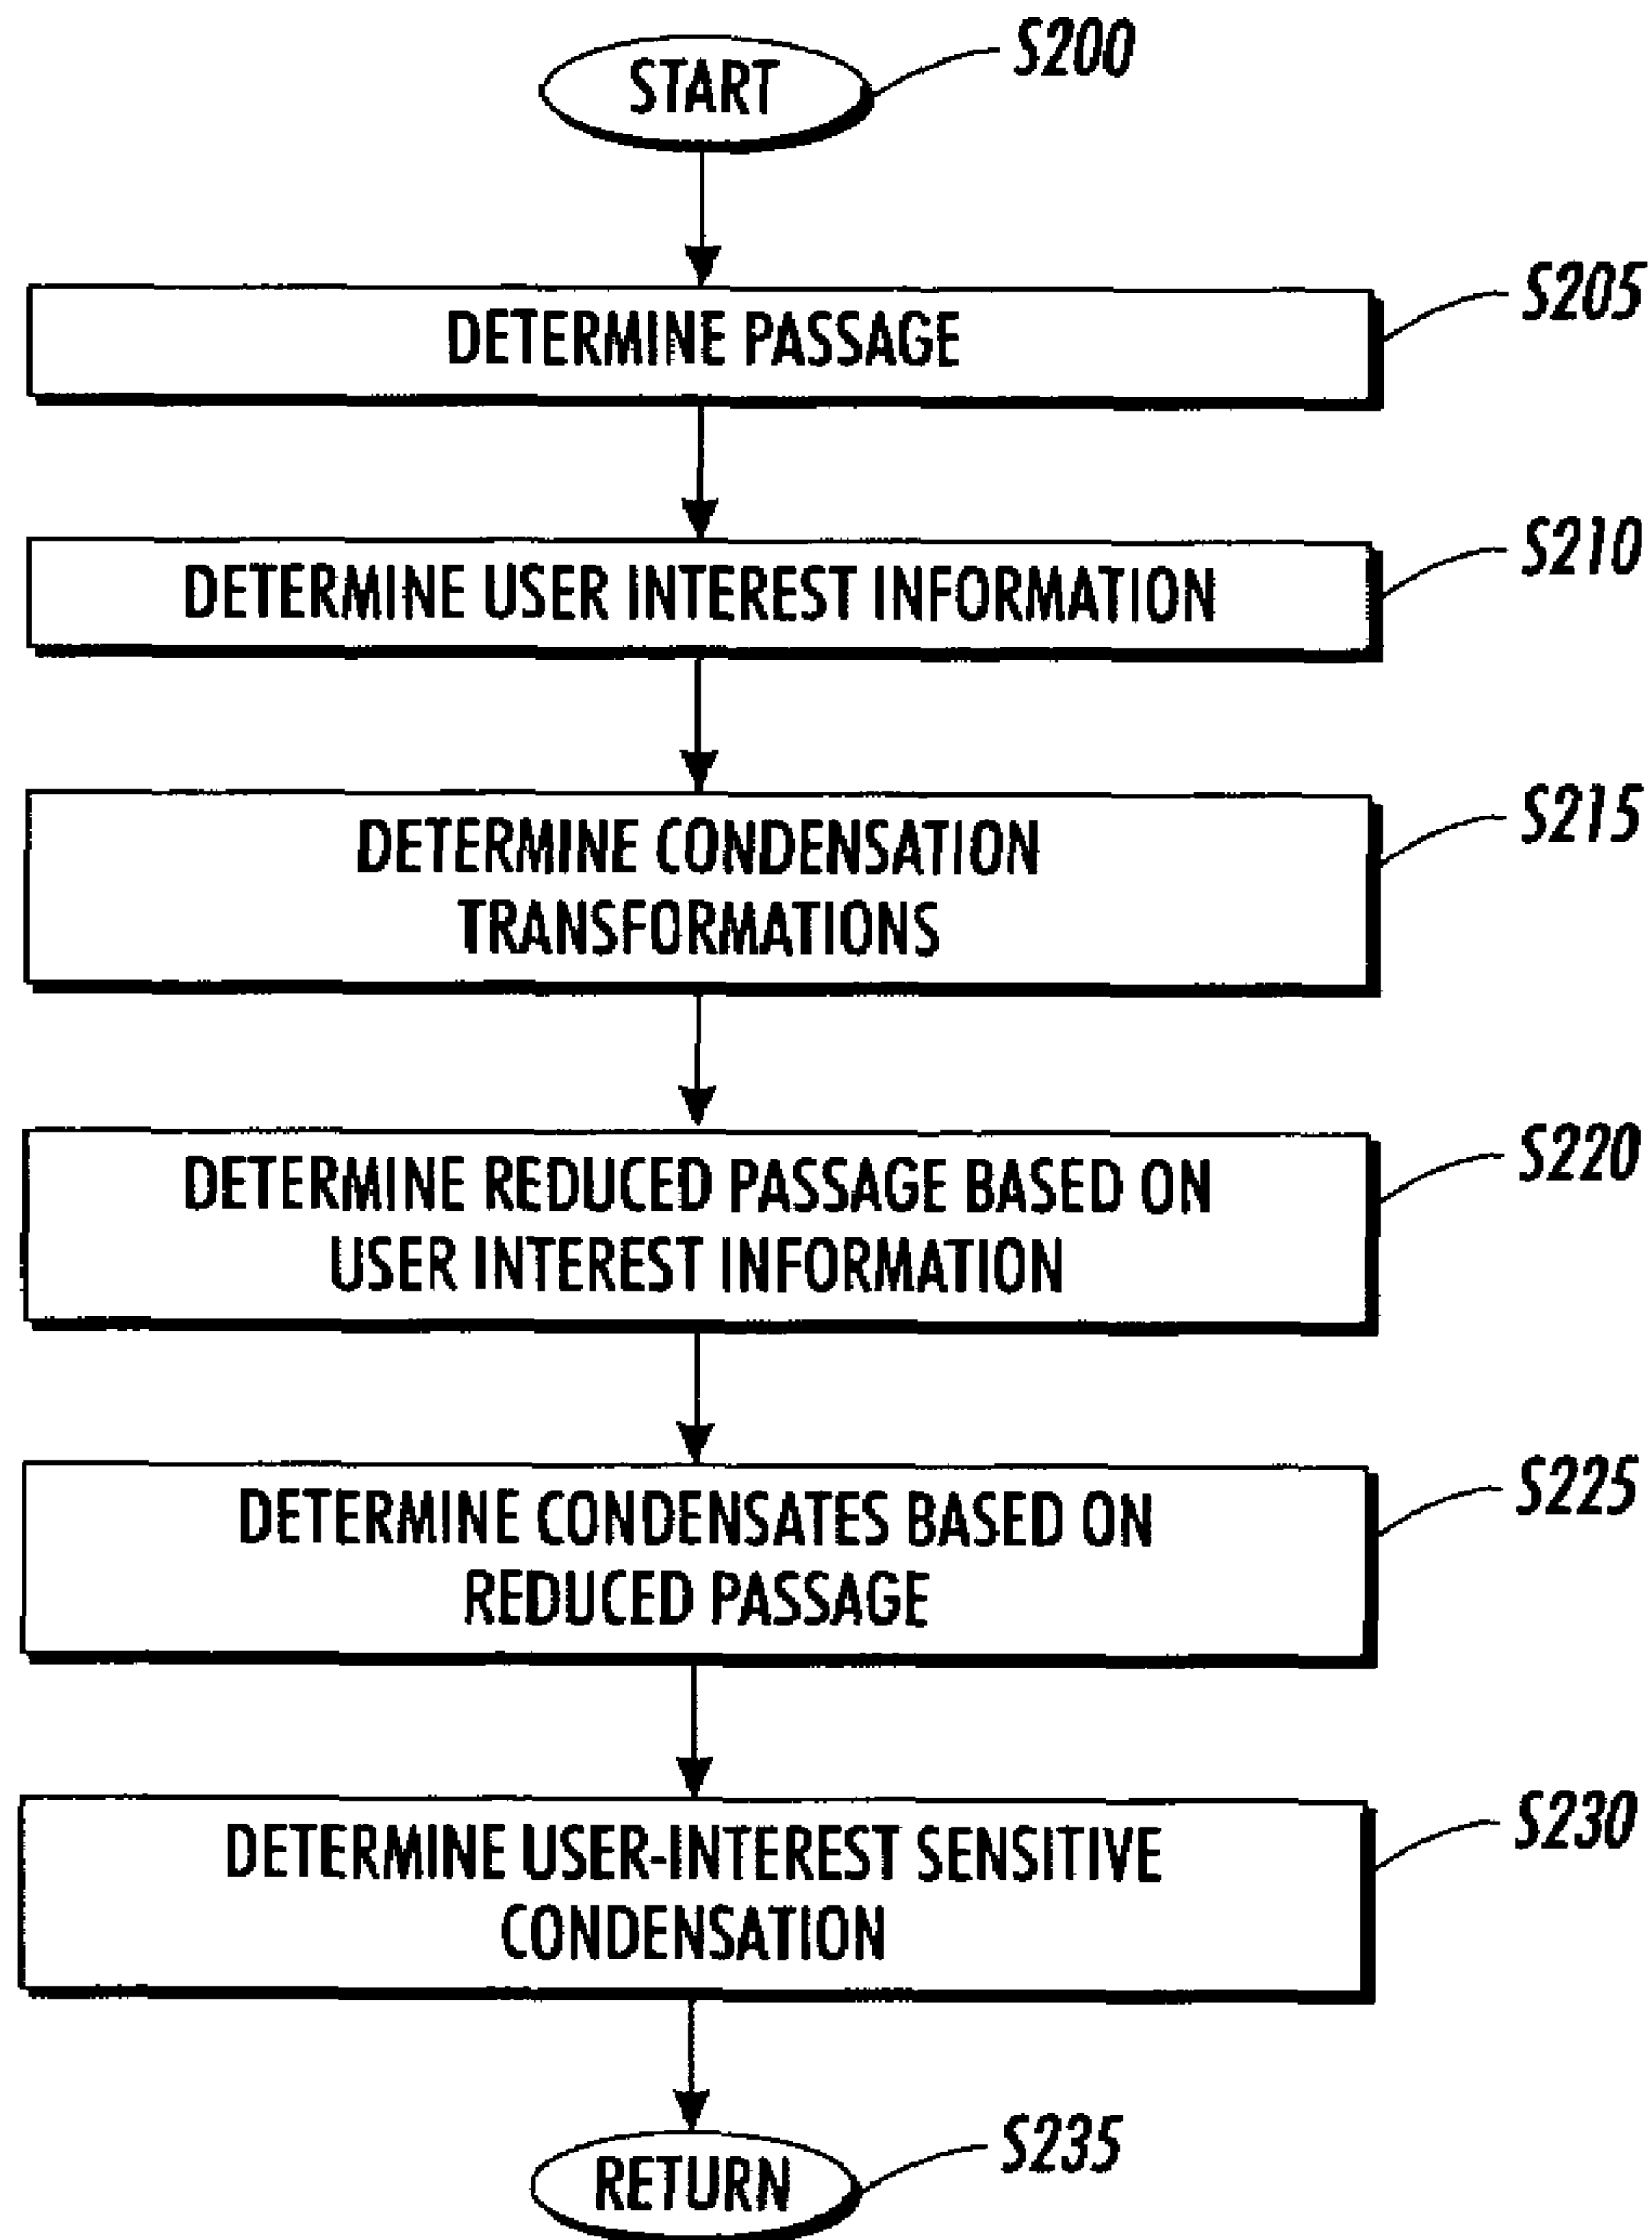 START
S200
DETERMINE PASSAGE
S205
DETERMINE USER INTEREST INFORMATION
S210
DETERMINE CONDENSATION
TRANSFORMATIONS
S215
DETERMINE REDUCED PASSAGE BASED ON
USER INTEREST INFORMATION
S220
DETERMINE CONDENSATES BASED ON
REDUCED PASSAGE
S225
DETERMINE USER-INTEREST SENSITIVE
CONDENSATION
S230
RETURN
S235